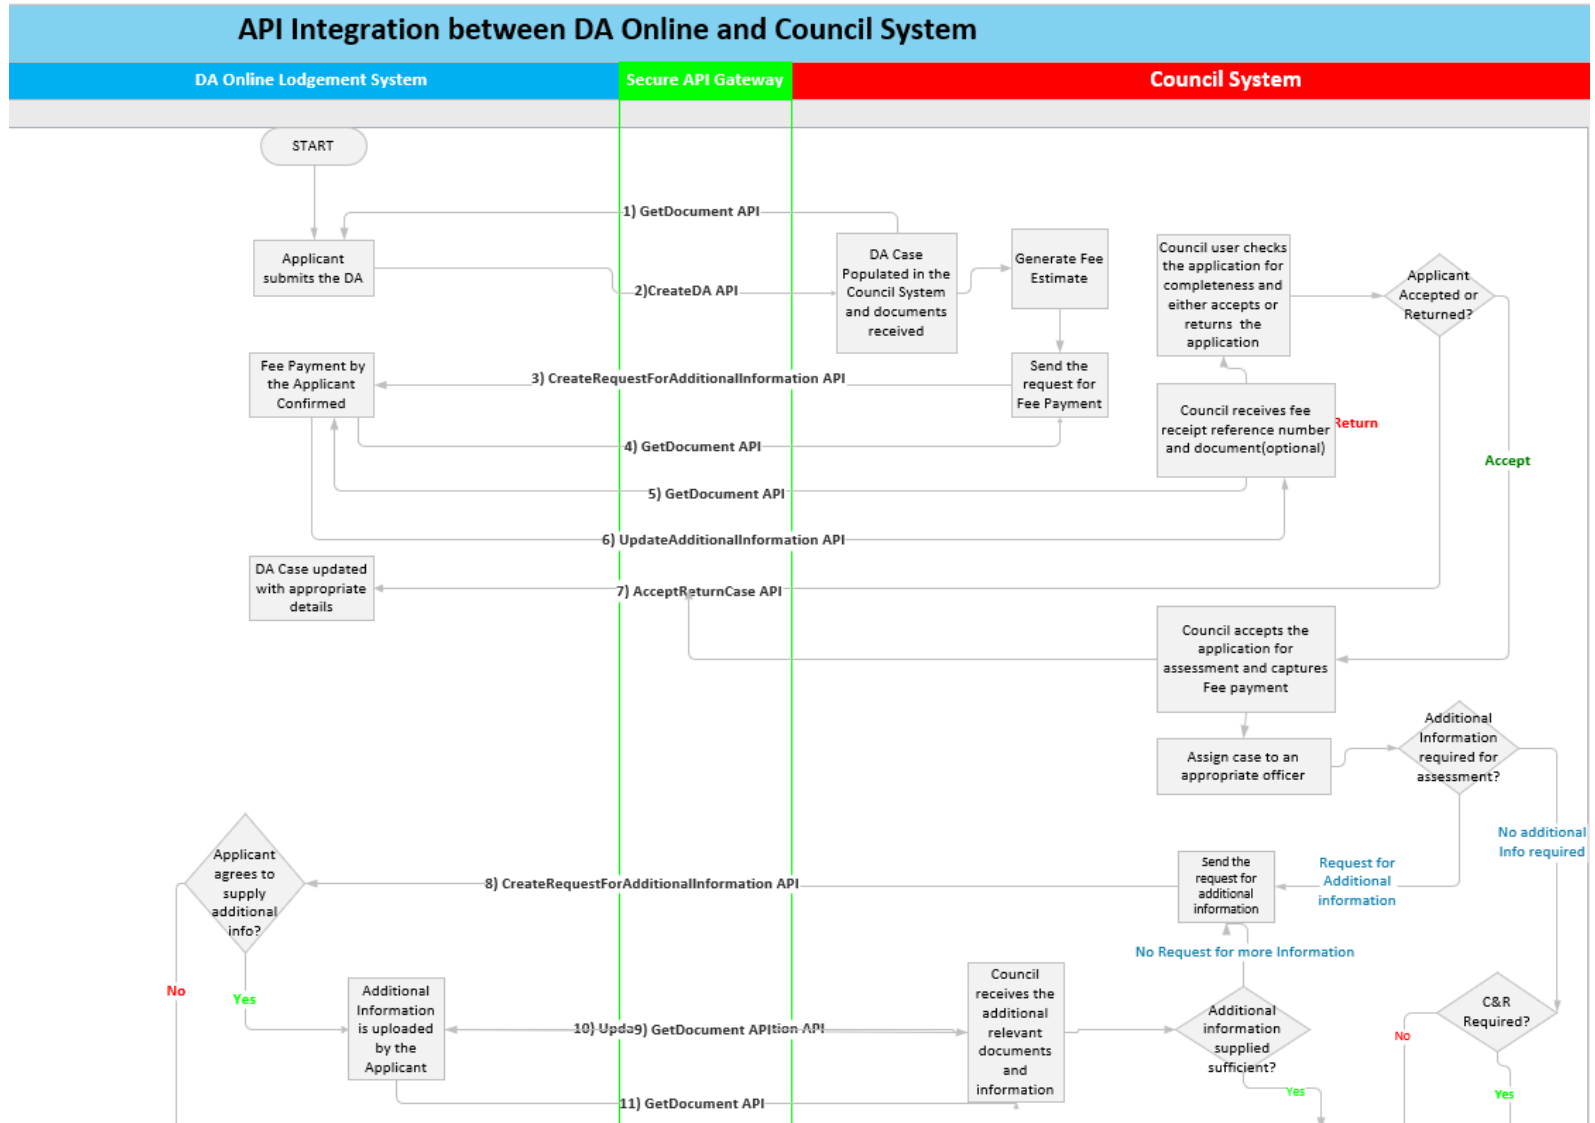 API Integration between DA Online and Council System
DA Online Lodgement System
Secure API Gateway
Council System
START
1) GetDocument API
Applicant
submits the DA
2)CreateDA API
DA Case
Populated in the
Council System
and documents
received
Generate Fee
Estimate
Council user checks
the application for
completeness and
either accepts or
returns the
application
Applicant
Accepted or
Returned?
Fee Payment by
the Applicant
Confirmed
3) CreateRequestForAdditionalInformation API
Send the
request for
Fee Payment
Council receives fee
receipt reference number
and document(optional)
Return
Accept
4) GetDocument API
5) GetDocument API
6) UpdateAdditionalInformation API
DA Case updated
with appropriate
details
7) AcceptReturnCase API
Council accepts the
application for
assessment and captures
Fee payment
Assign case to an
appropriate officer
Additional
Information
required for
assessment?
No additional
Info required
Applicant
agrees to
supply
additional
info?
8) CreateRequestForAdditionalInformation API
Send the
request for
additional
information
Request for
Additional
information
No Request for more Information
No
Yes
Additional
Information
is uploaded
by the
Applicant
10) Upda
9) GetDocument API
tion API
Council
receives the
additional
relevant
documents
and
information
Additional
information
supplied
sufficient?
C&R
Required?
No
Yes
Yes
11) GetDocument API